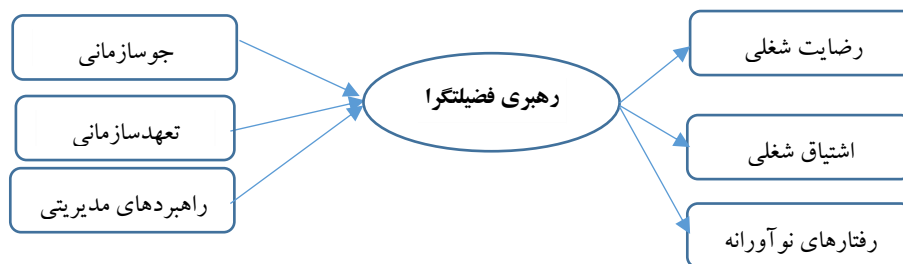 جوسازمانی
تعهدسازمانی
راهبردهای مدیریتی
رهبری فضیلتگرا
رضایت شغلی
اشتیاق شغلی
رفتارهای نوآورانه